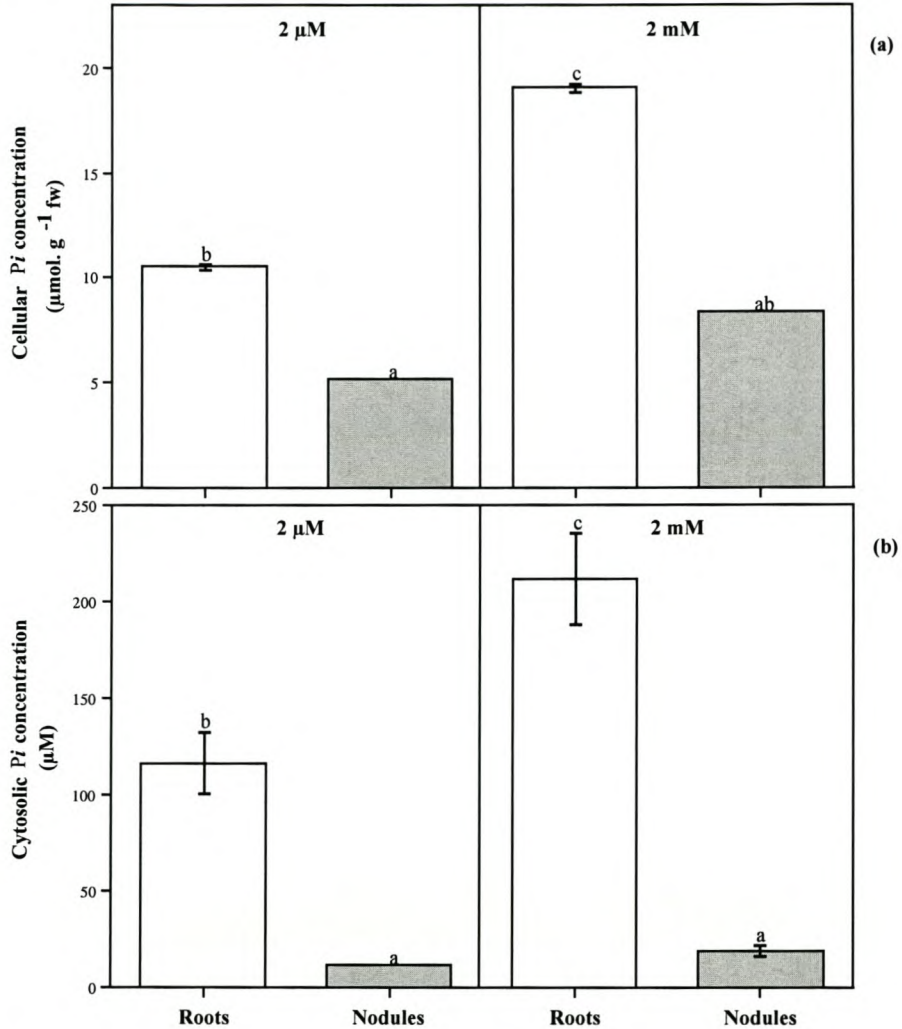 2 µM
2 mM
(a)
20
15
10
5
0
Cellular Pi concentration
(µmol. g -1 fw)
b
a
c
ab
2 µM
2 mM
(b)
250
200
150
100
50
0
Cytosolic Pi concentration
(µM)
b
a
c
a
Roots
Nodules
Roots
Nodules